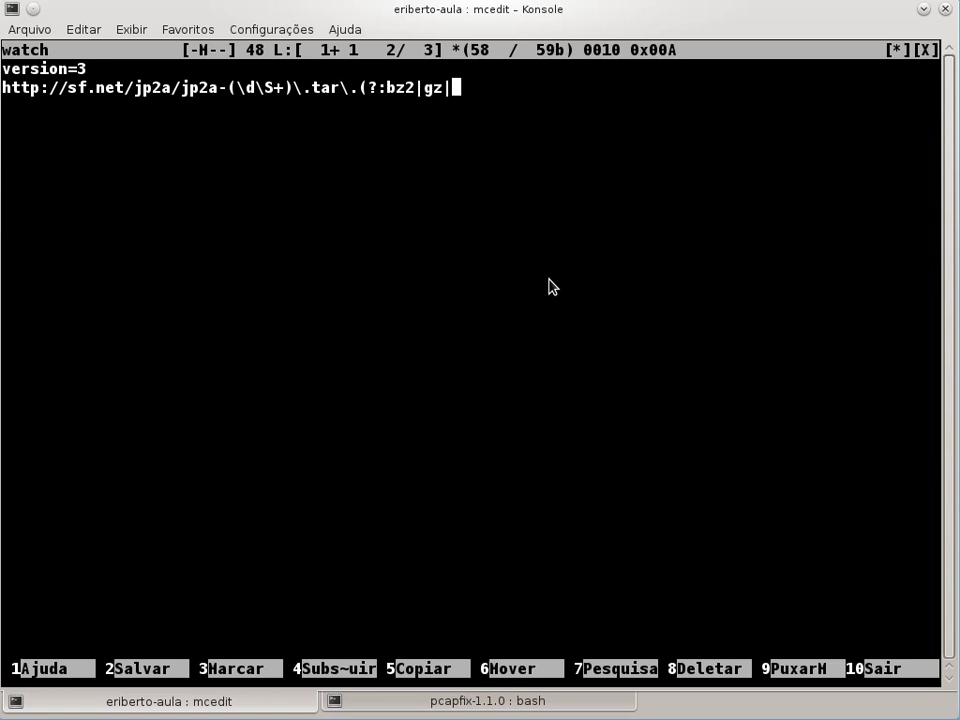 eriberto-aula : mcedit – Konsole
Arquivo Editar Exibir Favoritos Configurações Ajuda
watch [-M--] 48 L:[ 1+ 1 2/ 3] *(58 / 59b) 0010 0x00A [*][X]
version=3
http://sf.net/jp2a/jp2a-(\d\S+)\.tar\.(?:bz2|gz|
1Ajuda 2Salvar 3Marcar 4Subs~uir 5Copiar 6Mover 7Pesquisa 8Deletar 9PuxarM 10Sair
eriberto-aula : mcedit pcapfix-1.1.0 : bash